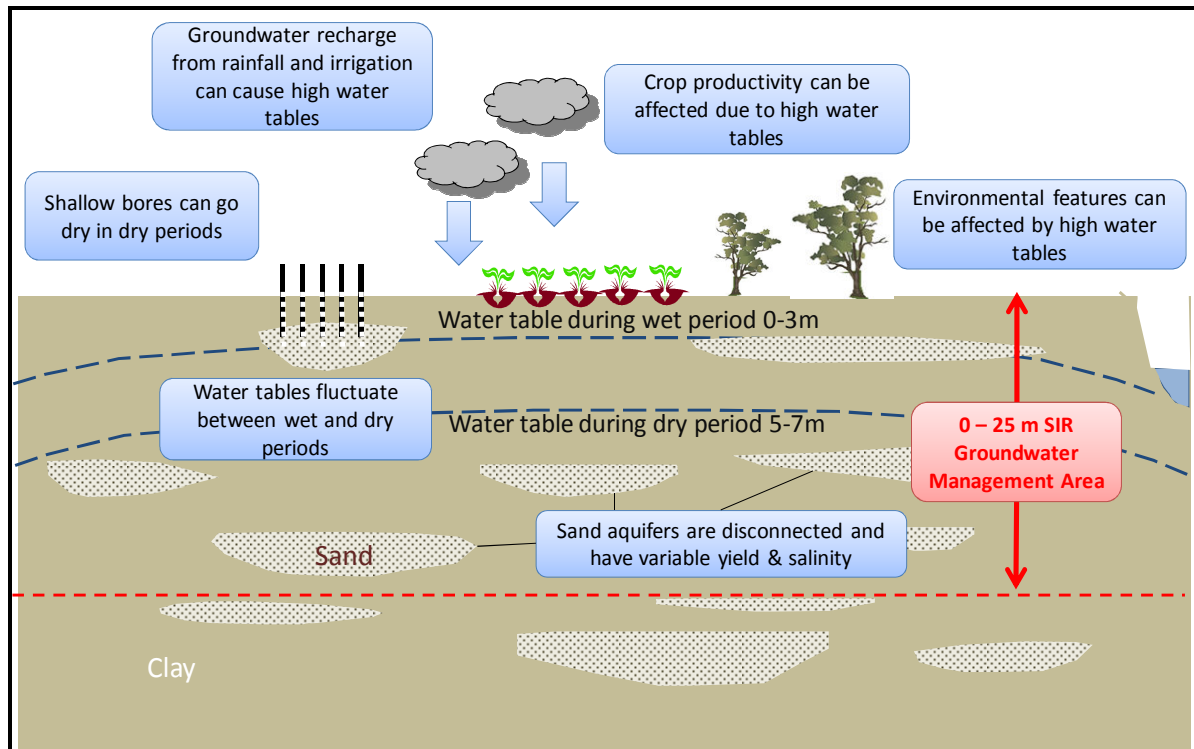 Groundwater recharge
from rainfall and irrigation
can cause high water
tables
Crop productivity can be
affected due to high water
tables
Shallow bores can go
dry in dry periods
Environmental features can
be affected by high water
tables
Water table during wet period 0-3m
Water tables fluctuate
between wet and dry
periods
Water table during dry period 5-7m
0 – 25 m SIR
Groundwater
Management Area
Sand aquifers are disconnected and
have variable yield & salinity
Sand
Clay